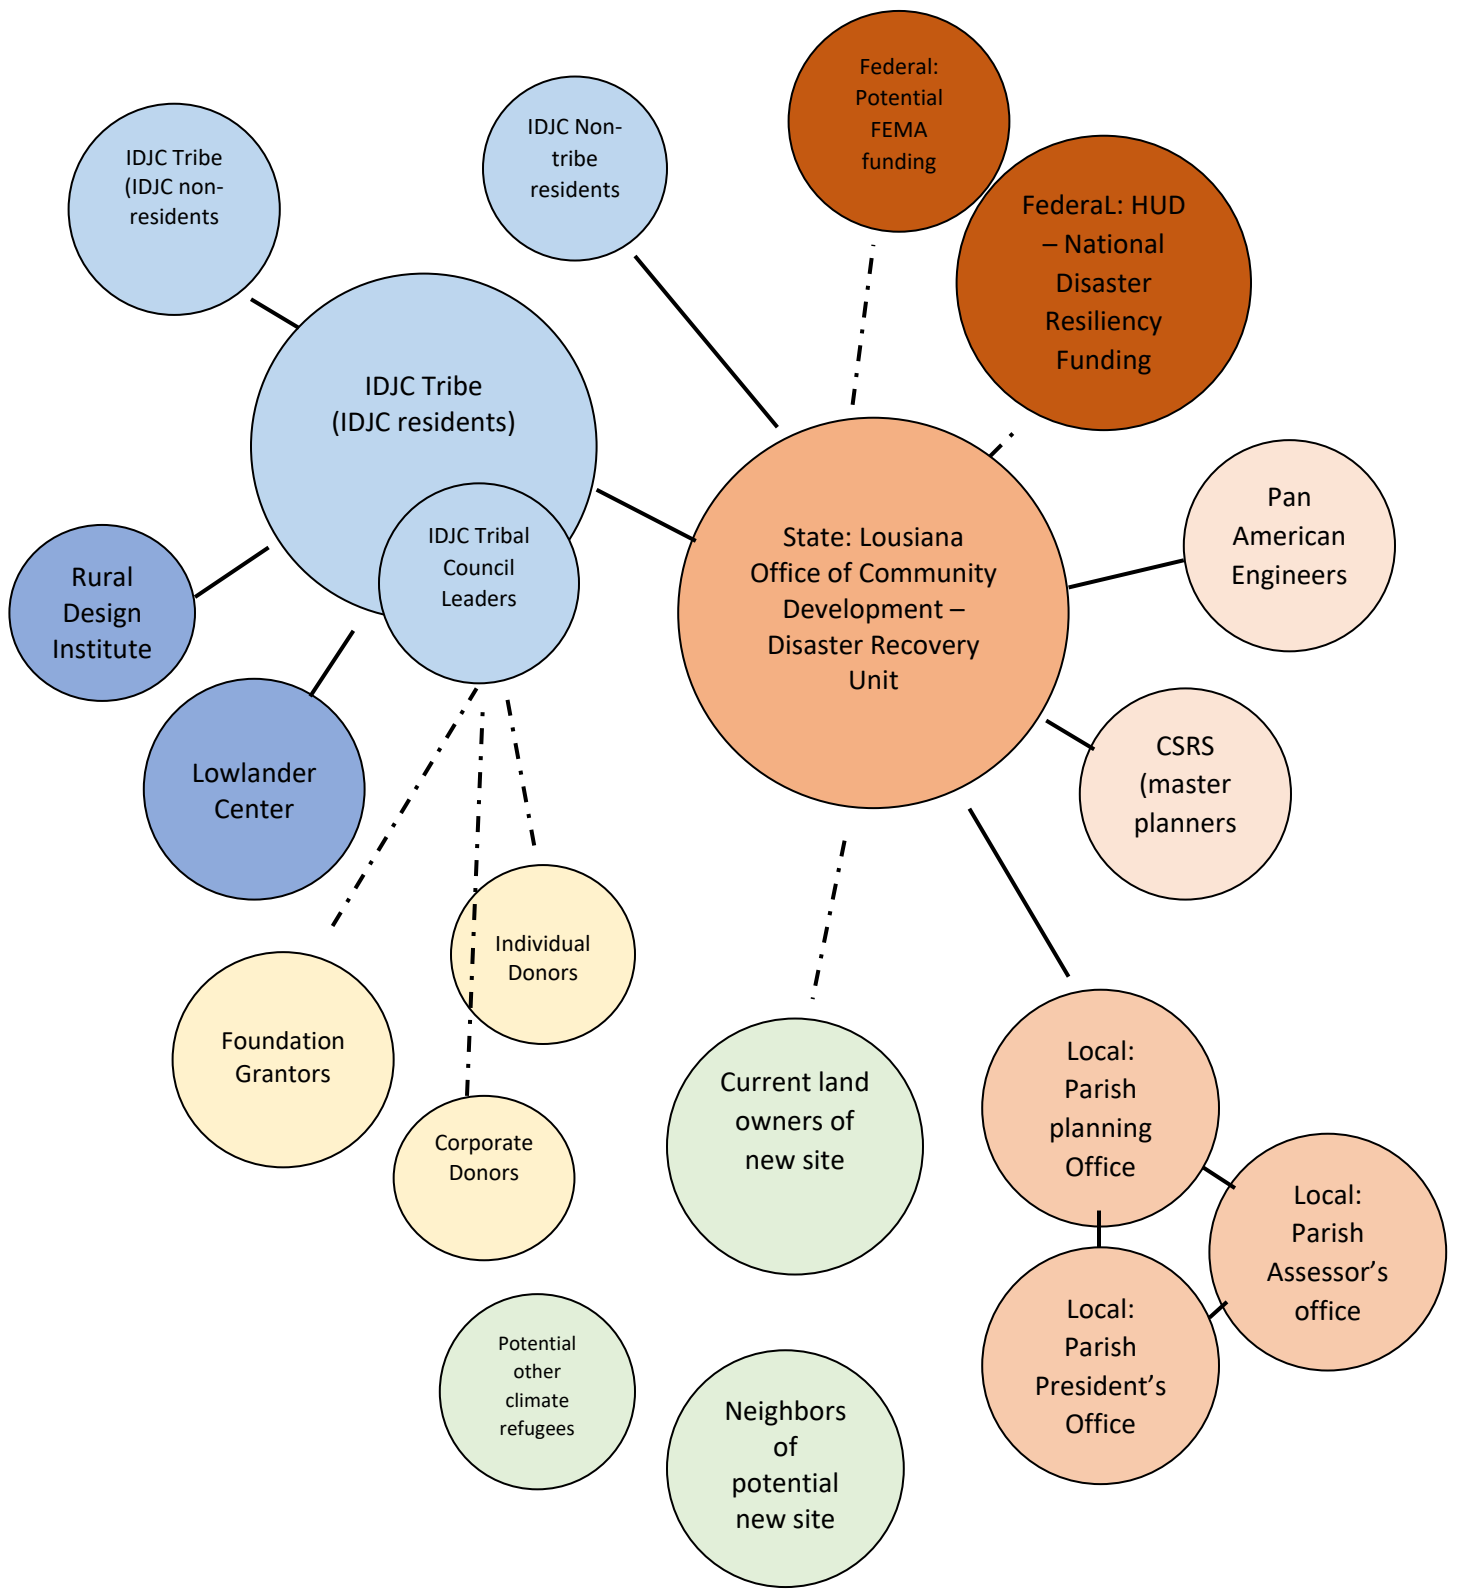 Federal:
Potential
FEMA
funding
IDJC Non-
tribe
residents
IDJC Tribe
(IDJC non-
residents
FederaL: HUD
– National
Disaster
Resiliency
Funding
IDJC Tribe
(IDJC residents)
Pan
American
Engineers
IDJC Tribal
Council
Leaders
State: Lousiana
Office of Community
Development –
Disaster Recovery
Unit
Rural
Design
Institute
Lowlander
Center
CSRS
(master
planners
Individual
Donors
Foundation
Grantors
Current land
owners of
new site
Local:
Parish
planning
Office
Corporate
Donors
Local:
Parish
Assessor’s
office
Local:
Parish
President’s
Office
Potential
other
climate
refugees
Neighbors
of
potential
new site